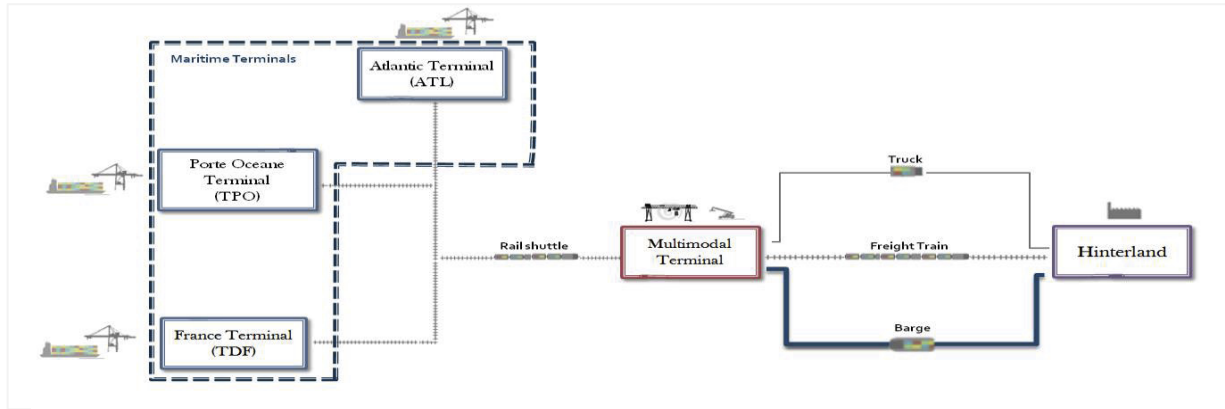 Maritime Terminals
Atlantic Terminal
(ATL)
Porte Oceane
Terminal
(TPO)
France Terminal
(TDF)
Rail shuttle
Multimodal
Terminal
Truck
Freight Train
Barge
Hinterland